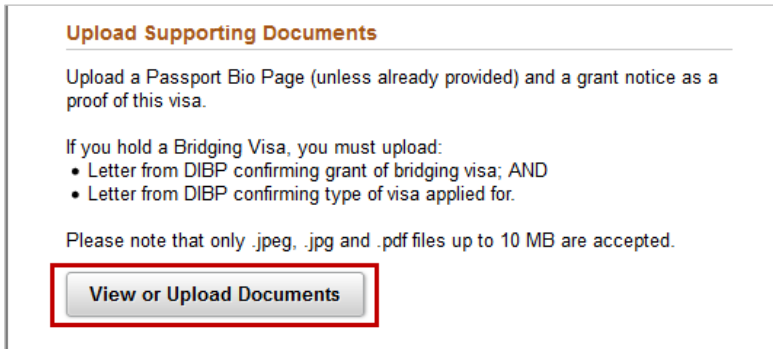 Upload Supporting Documents
Upload a Passport Bio Page (unless already provided) and a grant notice as a
proof of this visa.
If you hold a Bridging Visa, you must upload:
• Letter from DIBP confirming grant of bridging visa; AND
• Letter from DIBP confirming type of visa applied for.
Please note that only .jpeg, .jpg and .pdf files up to 10 MB are accepted.
View or Upload Documents